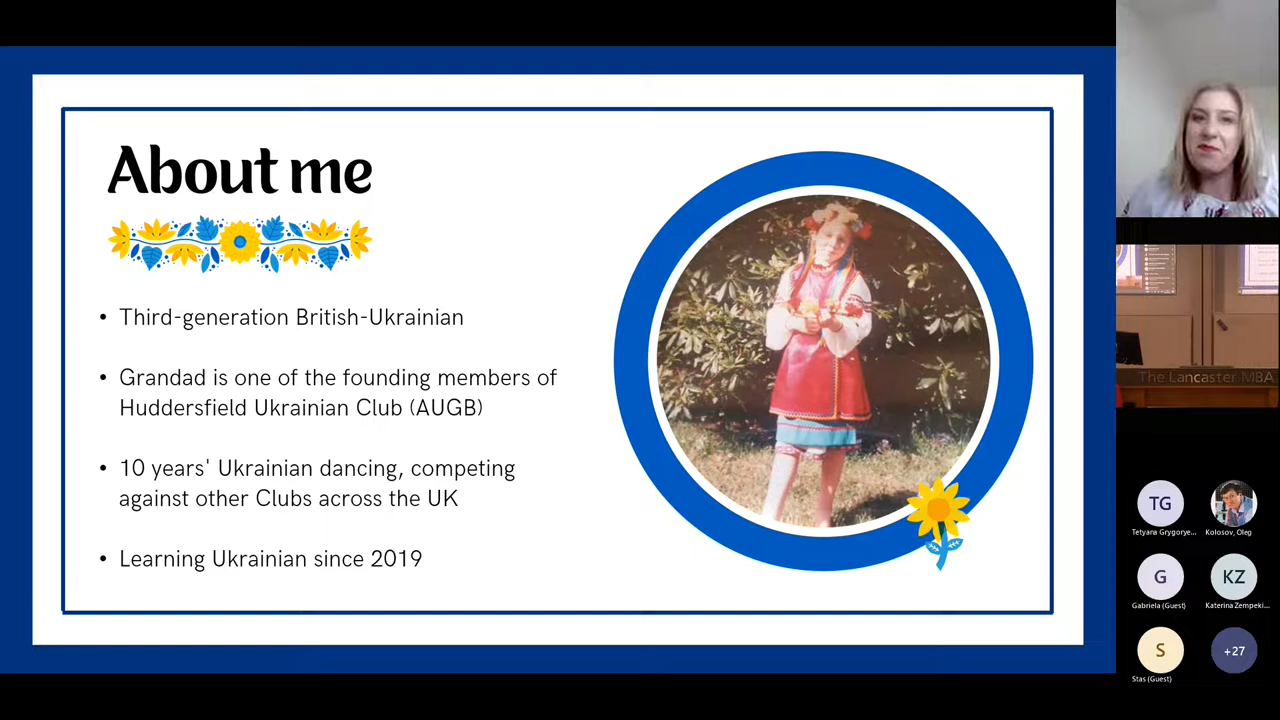 About me
• Third-generation British-Ukrainian
• Grandad is one of the founding members of
Huddersfield Ukrainian Club (AUGB)
• 10 years' Ukrainian dancing, competing
against other Clubs across the UK
• Learning Ukrainian since 2019
The Lancaster MBA
TG
Tetyana Grygorye...
Kolosov, Oleg
G
Gabriela (Guest)
KZ
Katerina Zempeki...
S
Stas (Guest)
+27